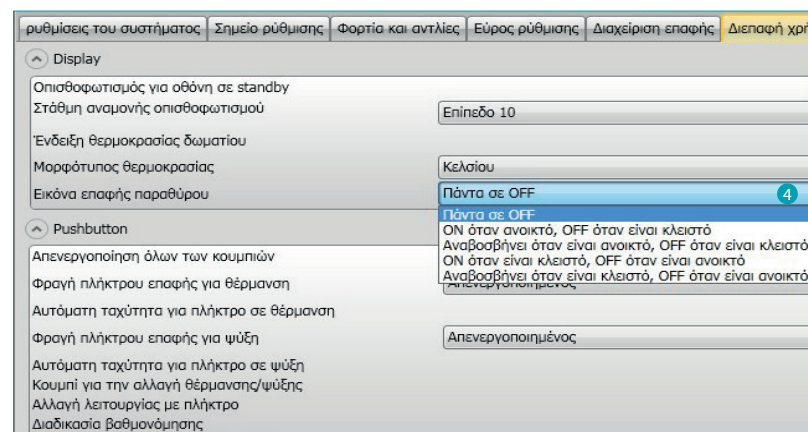 ρυθμίσεις του συστήματος Σημείο ρύθμισης Φορτία και αντλίες Εύρος ρύθμισης Διαχείριση επαφής Διεπαφή χρή
Display
Οπισθοφωτισμός για οθόνη σε standby
Στάθμη αναμονής οπισθοφωτισμού Επίπεδο 10
Ένδειξη θερμοκρασίας δωματίου
Μορφότυπος θερμοκρασίας Κελσίου
Εικόνα επαφής παραθύρου Πάντα σε OFF 4
Πάντα σε OFF
Pushbutton
ON όταν ανοικτό, OFF όταν είναι κλειστό
Αναβοσβήνει όταν είναι ανοικτό, OFF όταν είναι κλειστό
Απενεργοποίηση όλων των κουμπιών
ON όταν είναι κλειστό, OFF όταν είναι ανοικτό
Αναβοσβήνει όταν είναι κλειστό, OFF όταν είναι ανοικτό
Φραγή πλήκτρου επαφής για θέρμανση Απενεργοποιημένος
Αυτόματη ταχύτητα για πλήκτρο σε θέρμανση
Φραγή πλήκτρου επαφής για ψύξη Απενεργοποιημένος
Αυτόματη ταχύτητα για πλήκτρο σε ψύξη
Κουμπί για την αλλαγή θέρμανσης/ψύξης
Αλλαγή λειτουργίας με πλήκτρο
Διαδικασία βαθμονόμησης